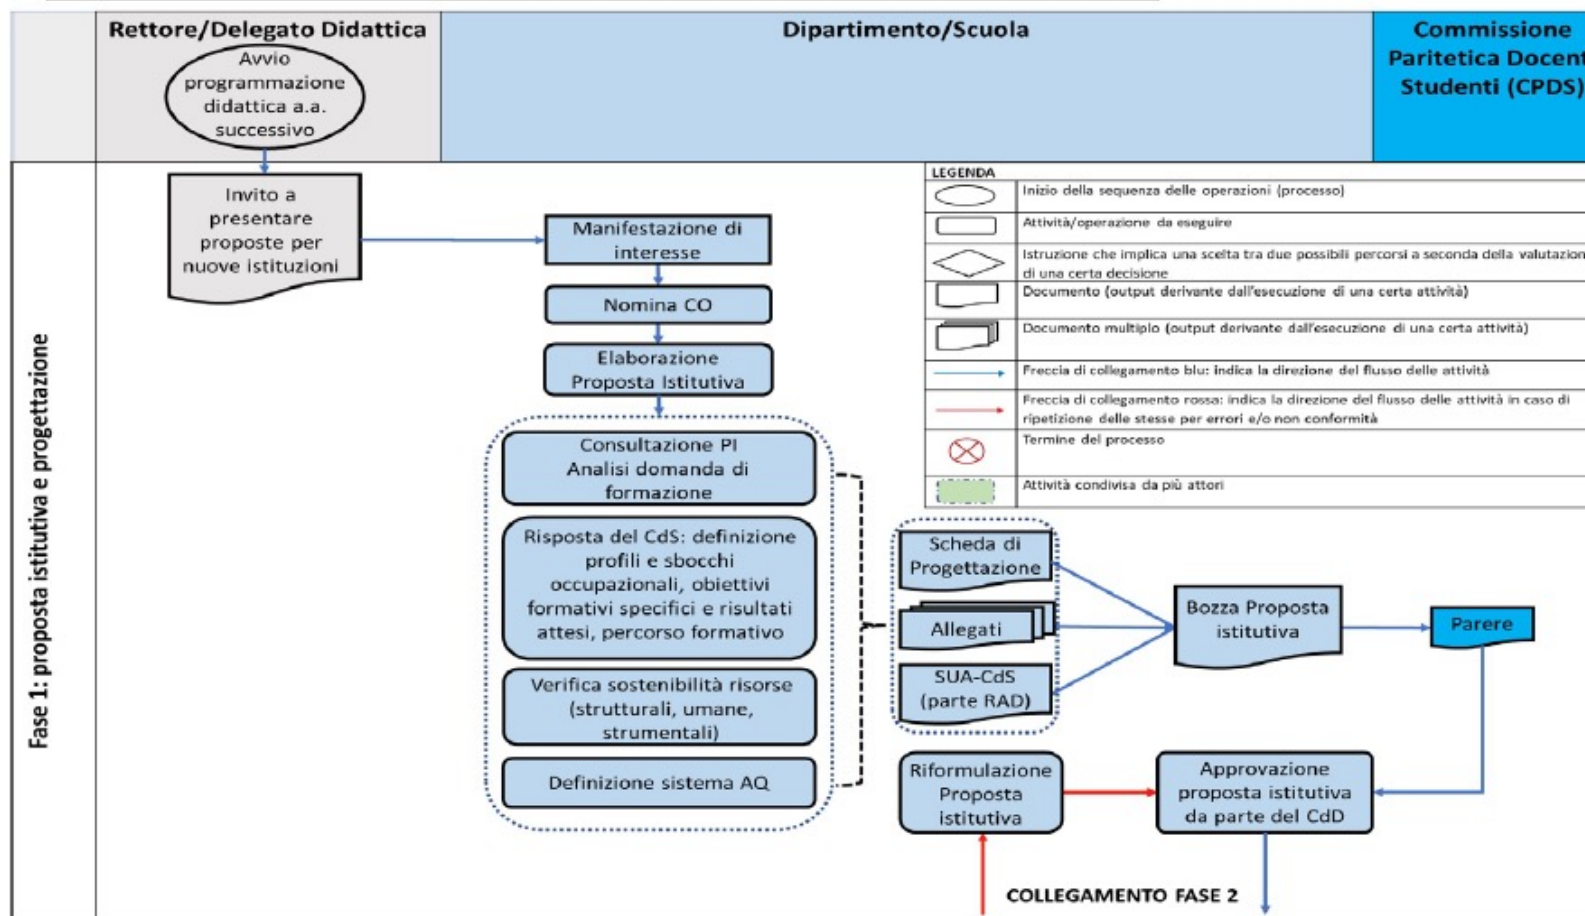 Rettore/Delegato Didattica
Dipartimento/Scuola
Commissione
Paritetica Docent
Studenti (CPDS)
Avvio
programmazione
didattica a.a.
successivo
Fase 1: proposta istitutiva e progettazione
Invito a
presentare
proposte per
nuove istituzioni
Manifestazione di
interesse
Nomina CO
Elaborazione
Proposta Istitutiva
Consultazione PI
Analisi domanda di
formazione
Risposta del CdS: definizione
profili e sbocchi
occupazionali, obiettivi
formativi specifici e risultati
attesi, percorso formativo
Verifica sostenibilità risorse
(strutturali, umane,
strumentali)
Definizione sistema AQ
LEGENDA
Inizio della sequenza delle operazioni (processo)
Attività/operazione da eseguire
Istruzione che implica una scelta tra due possibili percorsi a seconda della valutazion
di una certa decisione
Documento (output derivante dall'esecuzione di una certa attività)
Documento multiplo (output derivante dall'esecuzione di una certa attività)
Freccia di collegamento blu: indica la direzione del flusso delle attività
Freccia di collegamento rossa: indica la direzione del flusso delle attività in caso di
ripetizione delle stesse per errori e/o non conformità
Termine del processo
Attività condivisa da più attori
Scheda di
Progettazione
Allegati
SUA-CdS
(parte RAD)
Bozza Proposta
istitutiva
Parere
Riformulazione
Proposta
istitutiva
Approvazione
proposta istitutiva
da parte del CdD
COLLEGAMENTO FASE 2